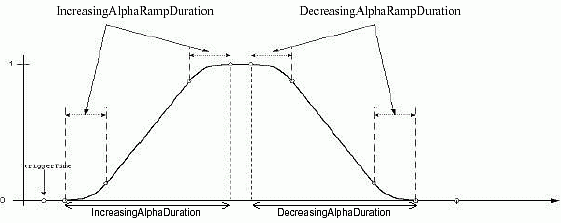 IncreasingAlphaRampDuration
DecreasingAlphaRampDuration
1
triggerTime
0
IncreasingAlphaDuration
DecreasingAlphaDuration